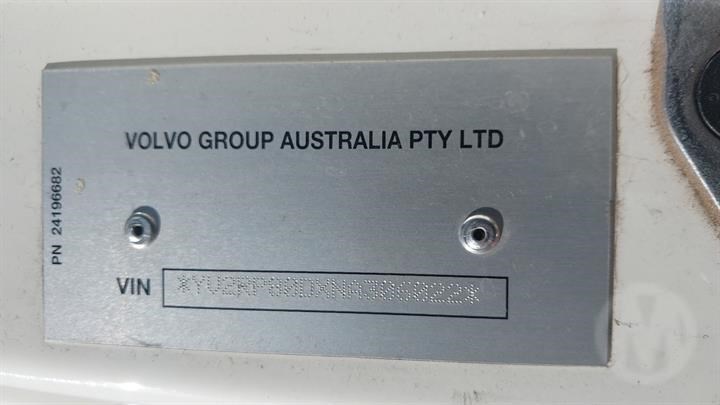 VOLVO GROUP AUSTRALIA PTY LTD
PN 24196682
VIN